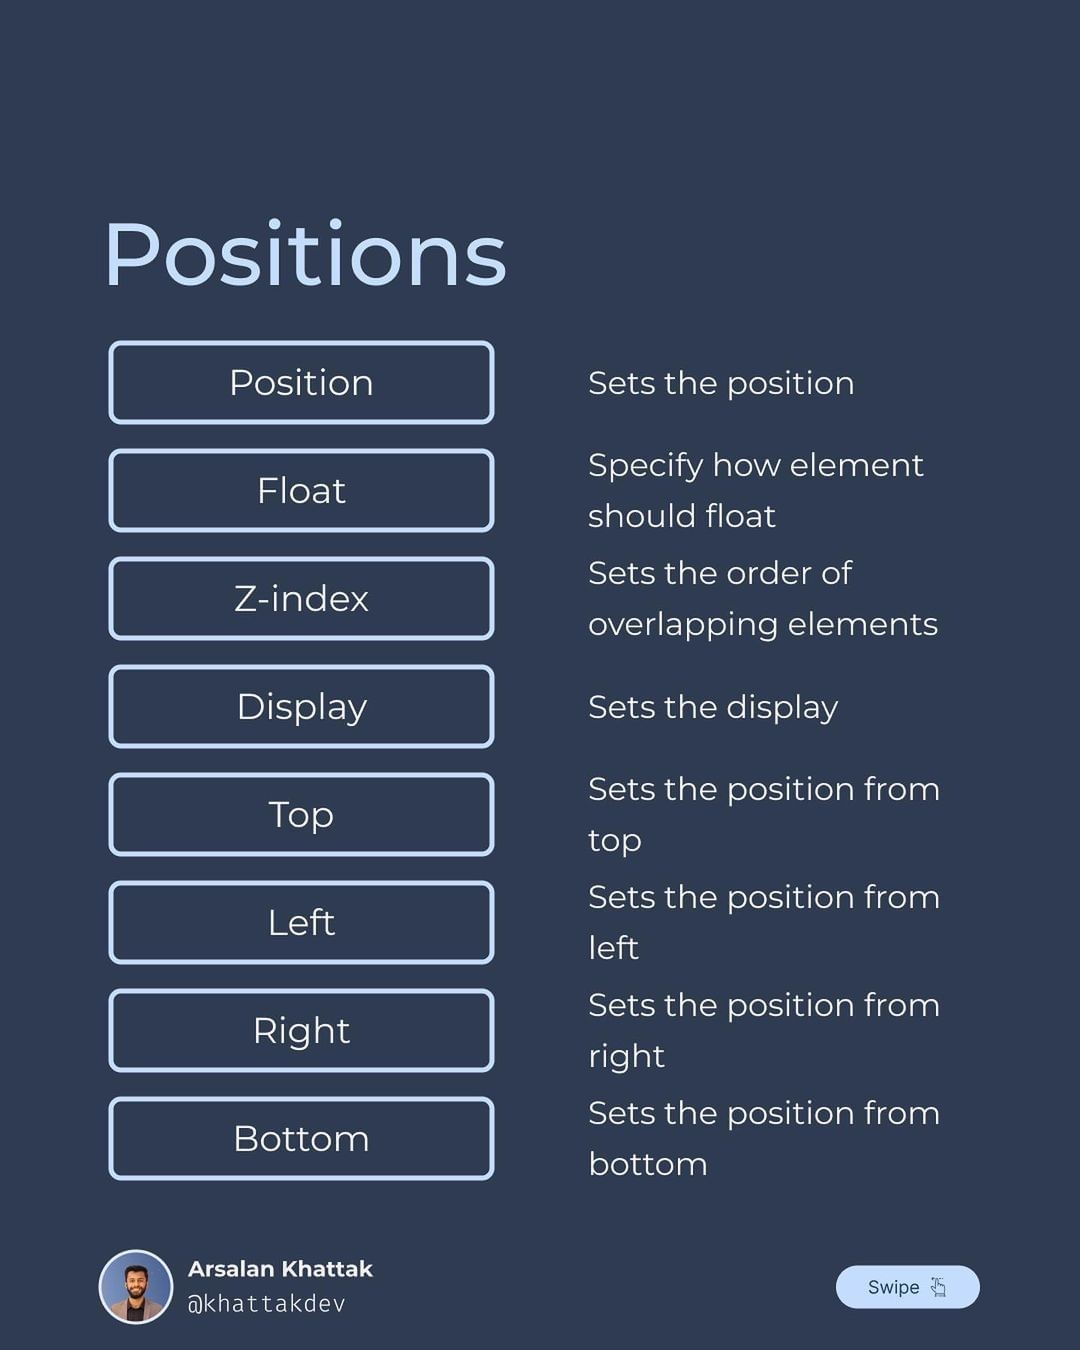 Positions
Position
Sets the position
Float
Specify how element
should float
Z-index
Sets the order of
overlapping elements
Display
Sets the display
Top
Sets the position from
top
Left
Sets the position from
left
Right
Sets the position from
right
Bottom
Sets the position from
bottom
Arsalan Khattak
@khattakdev
Swipe